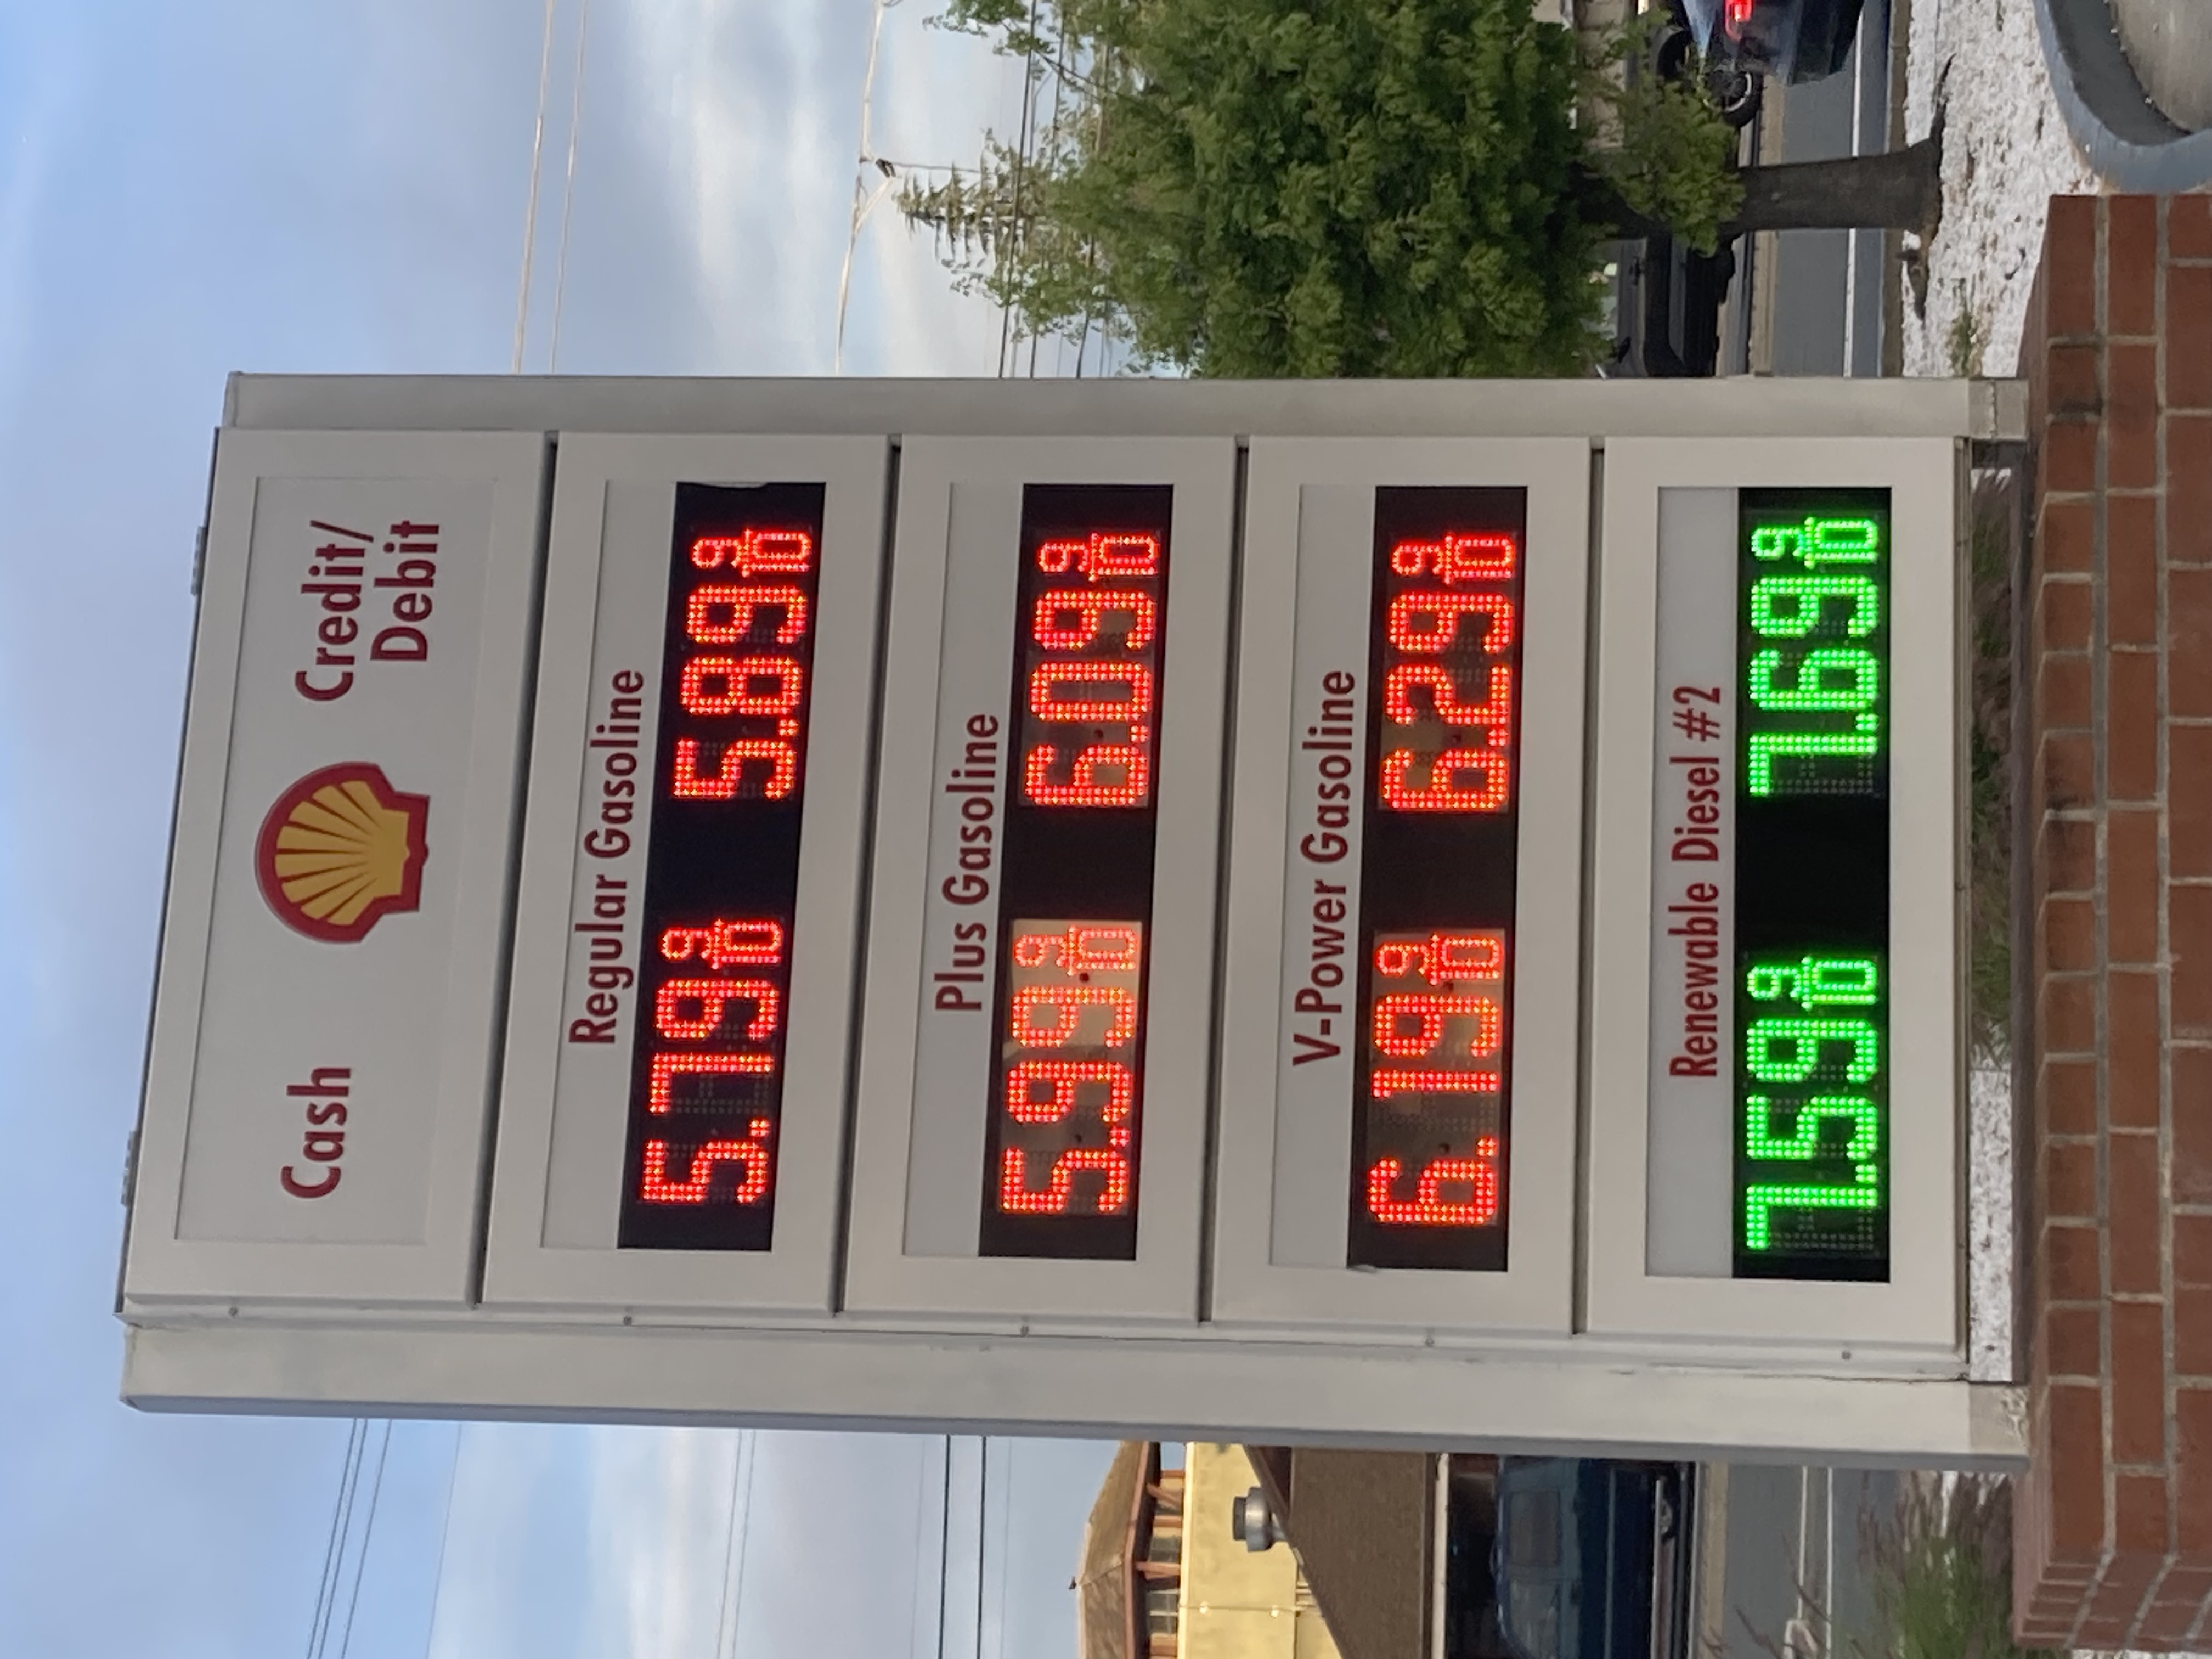 Cash Credit/
Debit
Regular Gasoline
5.79 9/10 5.89 9/10
Plus Gasoline
5.99 9/10 6.09 9/10
V-Power Gasoline
6.19 9/10 6.29 9/10
Renewable Diesel #2
7.59 9/10 7.69 9/10